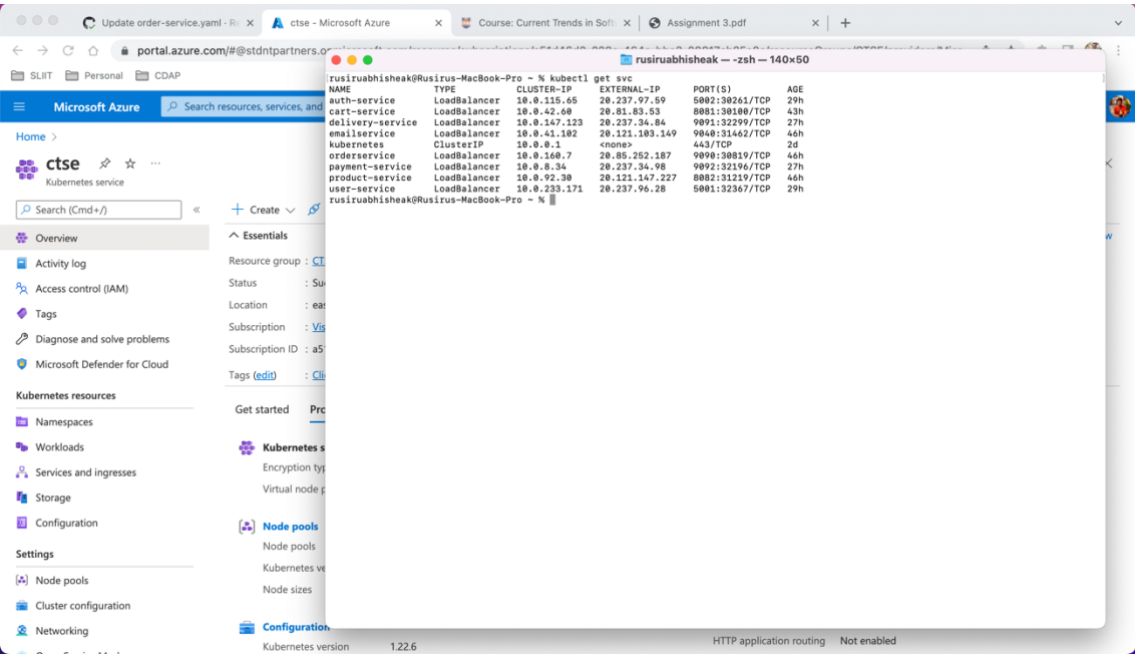 Update order-service.yaml - Re
ctse - Microsoft Azure
Course: Current Trends in Soft
Assignment 3.pdf
portal.azure.com/#@stdntpartners.
SLIIT
Personal
CDAP
Microsoft Azure
Search resources, services, and
Home >
ctse
Kubernetes service
Search (Cmd+/)
Overview
Activity log
Access control (IAM)
Tags
Diagnose and solve problems
Microsoft Defender for Cloud
Kubernetes resources
Namespaces
Workloads
Services and ingresses
Storage
Configuration
Settings
Node pools
Cluster configuration
Networking
+ Create
Essentials
Resource group : CT
Status : Su
Location : eas
Subscription : Vis
Subscription ID : a5
Tags (edit) : Cli
Get started Pro
Kubernetes s
Encryption typ
Virtual node p
Node pools
Node pools
Kubernetes ve
Node sizes
Configuration
Kubernetes version 1.22.6
HTTP application routing Not enabled
rusiruabhisheak — -zsh — 140×50
rusiruabhisheak@Rusirus-MacBook-Pro ~ % kubectl get svc
NAME TYPE CLUSTER-IP EXTERNAL-IP PORT(S) AGE
auth-service LoadBalancer 10.0.115.65 20.237.97.59 5002:30261/TCP 29h
cart-service LoadBalancer 10.0.42.60 20.81.83.53 8081:30100/TCP 43h
delivery-service LoadBalancer 10.0.147.123 20.237.34.84 9091:32299/TCP 27h
emailservice LoadBalancer 10.0.41.102 20.121.103.149 9040:31462/TCP 46h
kubernetes ClusterIP 10.0.0.1 <none> 443/TCP 2d
orderservice LoadBalancer 10.0.160.7 20.85.252.187 9090:30819/TCP 46h
payment-service LoadBalancer 10.0.8.34 20.237.34.98 9092:32196/TCP 27h
product-service LoadBalancer 10.0.92.30 20.121.147.227 8082:31219/TCP 46h
user-service LoadBalancer 10.0.233.171 20.237.96.28 5001:32367/TCP 29h
rusiruabhisheak@Rusirus-MacBook-Pro ~ %